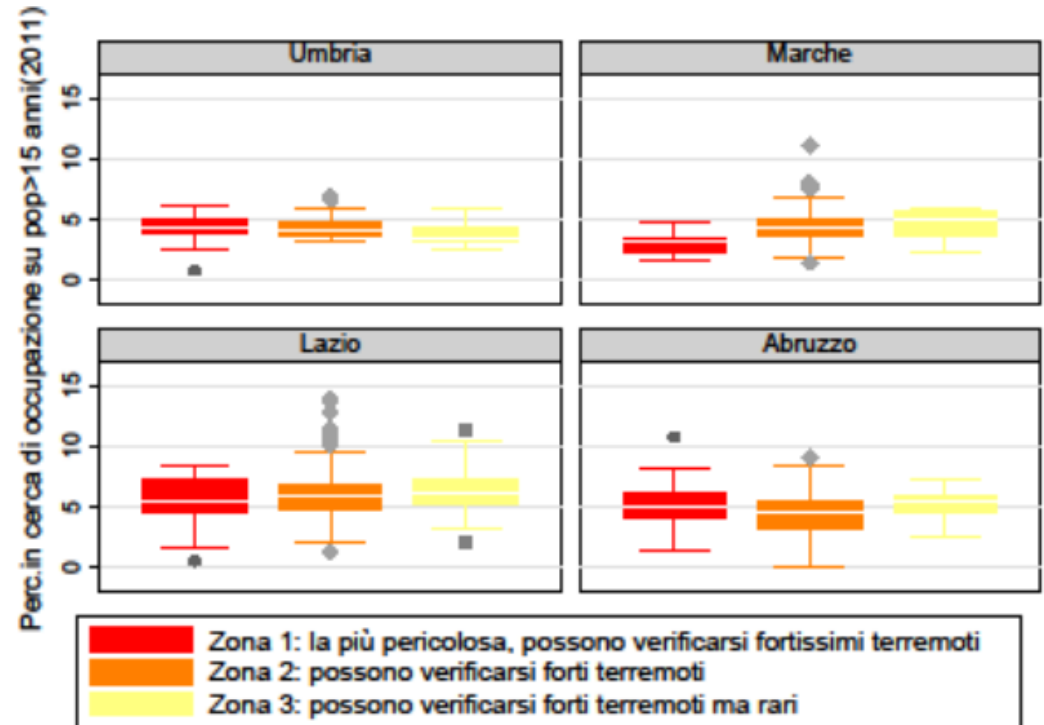 Perc.in cerca di occupazione su pop>15 anni(2011)
Umbria
Marche
15
10
5
0
Lazio
Abruzzo
15
10
5
0
Zona 1: la più pericolosa, possono verificarsi fortissimi terremoti
Zona 2: possono verificarsi forti terremoti
Zona 3: possono verificarsi forti terremoti ma rari